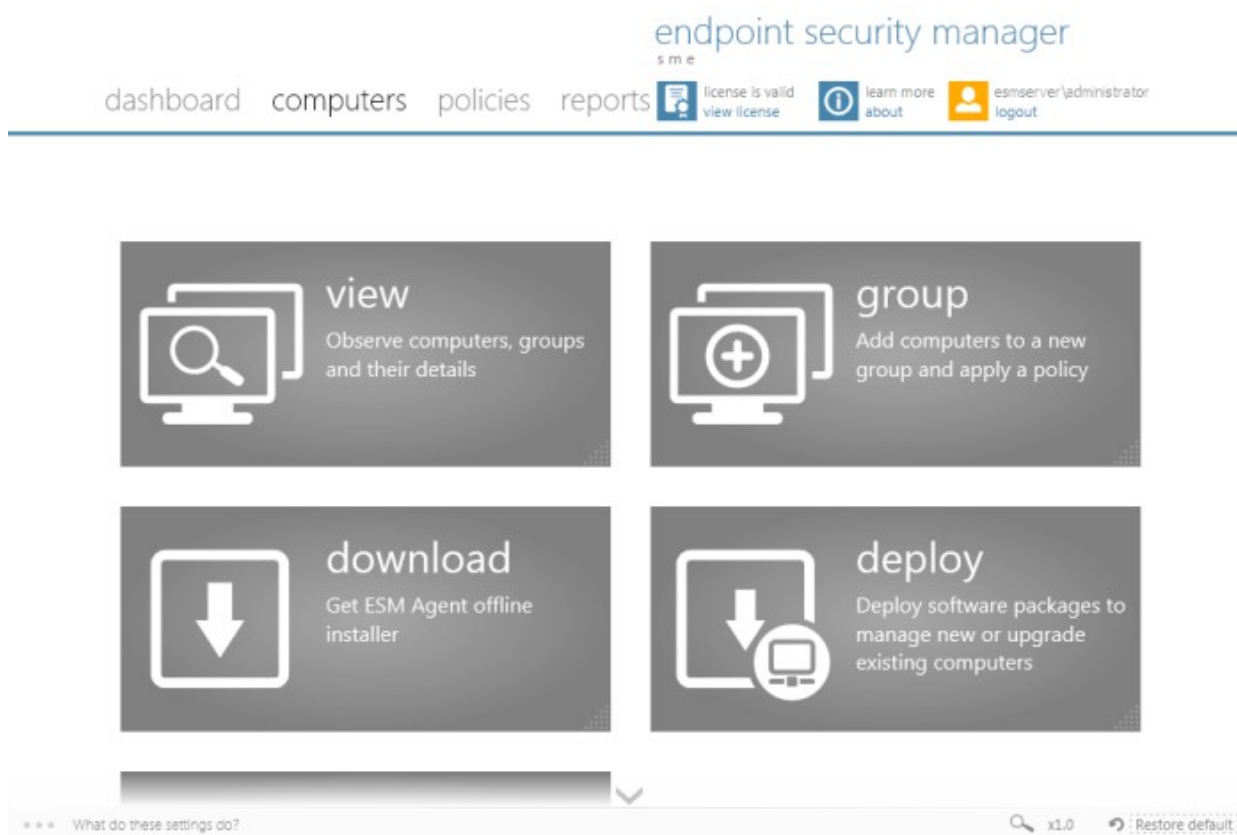 endpoint security manager
sme
dashboard computers policies reports
license is valid
view license
learn more
about
esmserver\administrator
logout
view
Observe computers, groups
and their details
group
Add computers to a new
group and apply a policy
download
Get ESM Agent offline
installer
deploy
Deploy software packages to
manage new or upgrade
existing computers
What do these settings do?
x1.0
Restore default